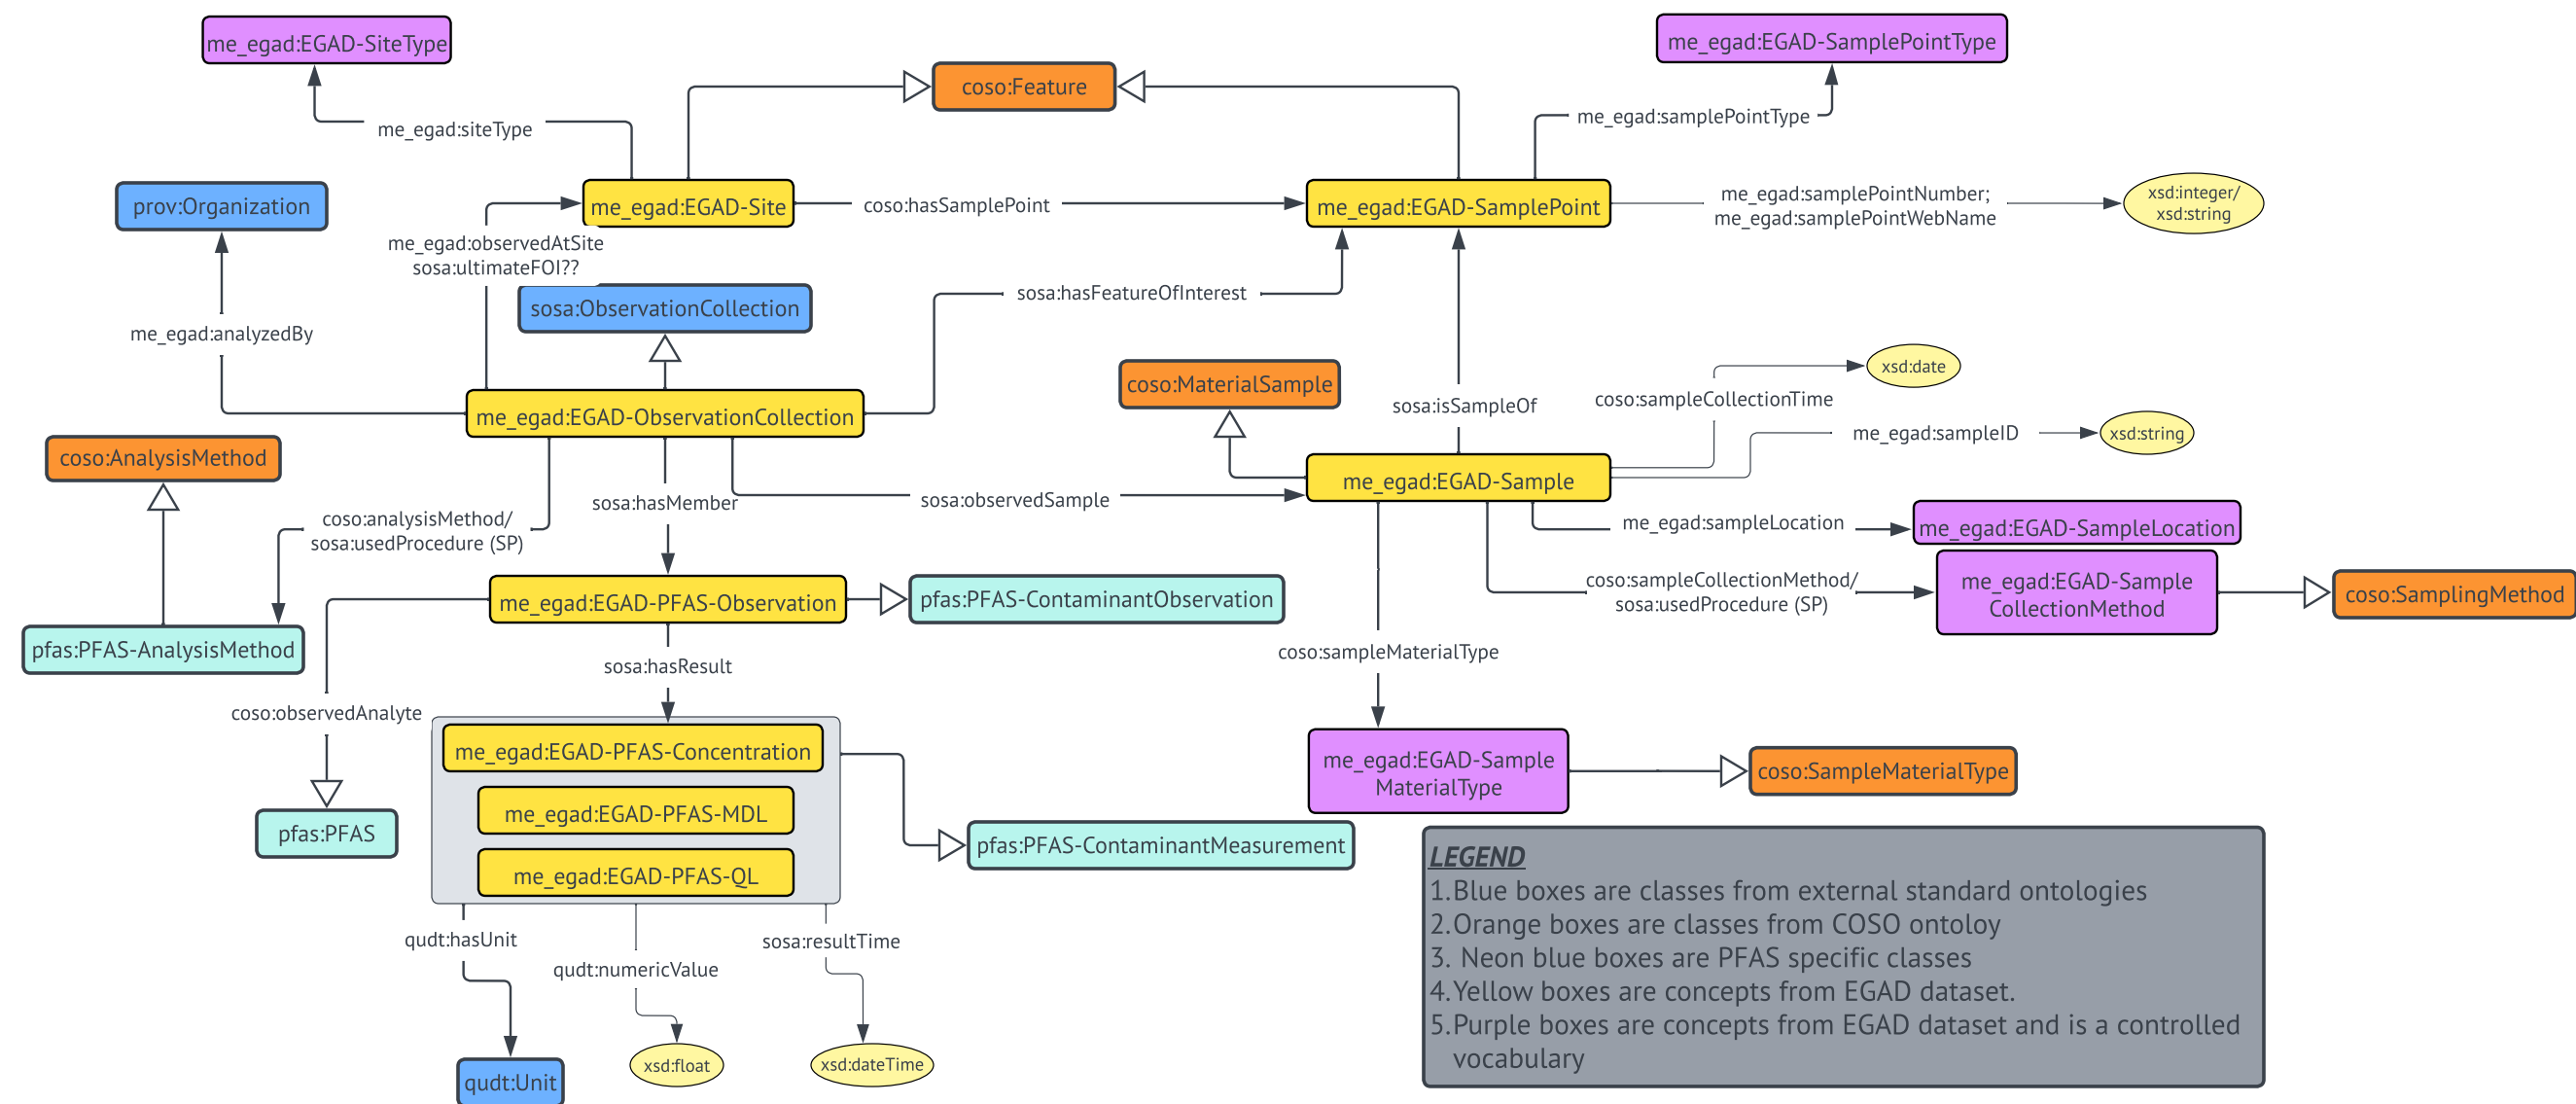 me_egad:EGAD-SiteType
me_egad:EGAD-SamplePointType
coso:Feature
me_egad:siteType
me_egad:samplePointType
prov:Organization
me_egad:EGAD-Site
coso:hasSamplePoint
me_egad:EGAD-SamplePoint
me_egad:samplePointNumber;
me_egad:samplePointWebName
xsd:integer/
xsd:string
me_egad:observedAtSite
sosa:ultimateFOI??
sosa:ObservationCollection
sosa:hasFeatureOfInterest
me_egad:analyzedBy
coso:MaterialSample
sosa:isSampleOf
coso:sampleCollectionTime
xsd:date
me_egad:EGAD-ObservationCollection
me_egad:sampleID
xsd:string
coso:AnalysisMethod
me_egad:EGAD-Sample
sosa:hasMember
sosa:observedSample
coso:analysisMethod/
sosa:usedProcedure (SP)
me_egad:sampleLocation
me_egad:EGAD-SampleLocation
me_egad:EGAD-PFAS-Observation
pfas:PFAS-ContaminantObservation
coso:sampleCollectionMethod/
sosa:usedProcedure (SP)
me_egad:EGAD-Sample
CollectionMethod
coso:SamplingMethod
pfas:PFAS-AnalysisMethod
sosa:hasResult
coso:sampleMaterialType
coso:observedAnalyte
me_egad:EGAD-PFAS-Concentration
me_egad:EGAD-Sample
MaterialType
coso:SampleMaterialType
me_egad:EGAD-PFAS-MDL
pfas:PFAS
pfas:PFAS-ContaminantMeasurement
me_egad:EGAD-PFAS-QL
qudt:hasUnit
sosa:resultTime
qudt:numericValue
xsd:float
xsd:dateTime
qudt:Unit
LEGEND
1.Blue boxes are classes from external standard ontologies
2.Orange boxes are classes from COSO ontoloy
3. Neon blue boxes are PFAS specific classes
4.Yellow boxes are concepts from EGAD dataset.
5.Purple boxes are concepts from EGAD dataset and is a controlled
vocabulary